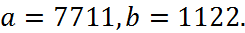 a = 7711, b = 1122.